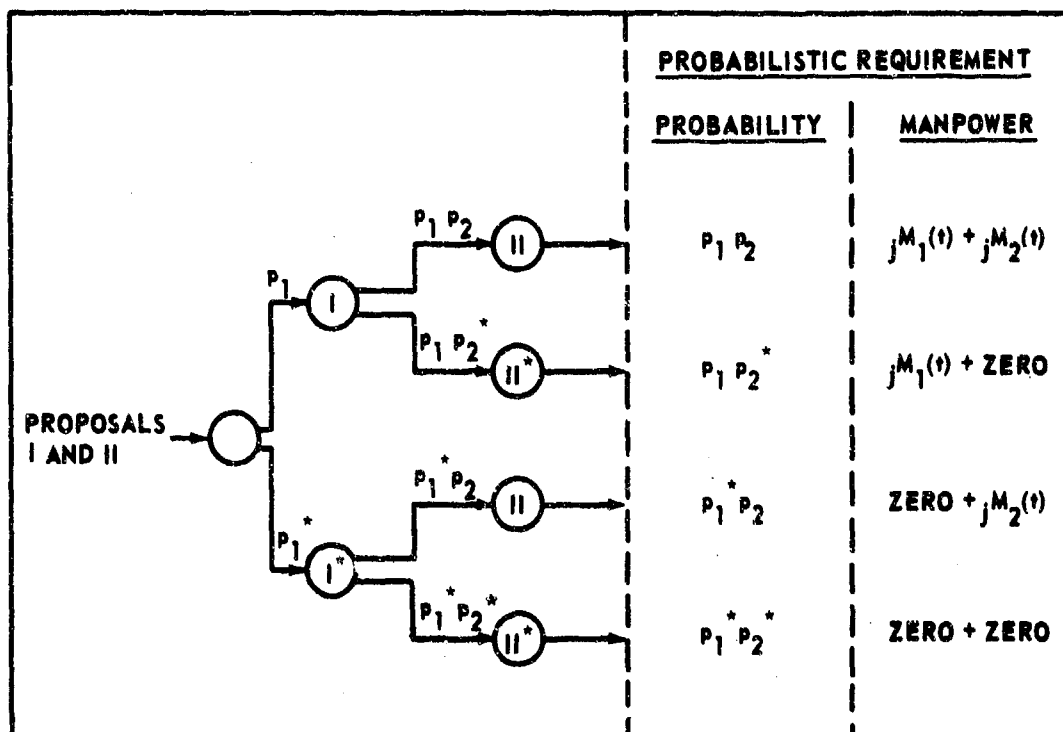 PROBABILISTIC REQUIREMENT
PROBABILITY MANPOWER
p₁ p₂ II p₁ p₂ ⱼM₁(t) + ⱼM₂(t)
p₁ I
p₁ p₂* II* p₁ p₂* ⱼM₁(t) + ZERO
PROPOSALS
I AND II
p₁* p₂ II p₁* p₂ ZERO + ⱼM₂(t)
p₁* I*
p₁* p₂* II* p₁* p₂* ZERO + ZERO